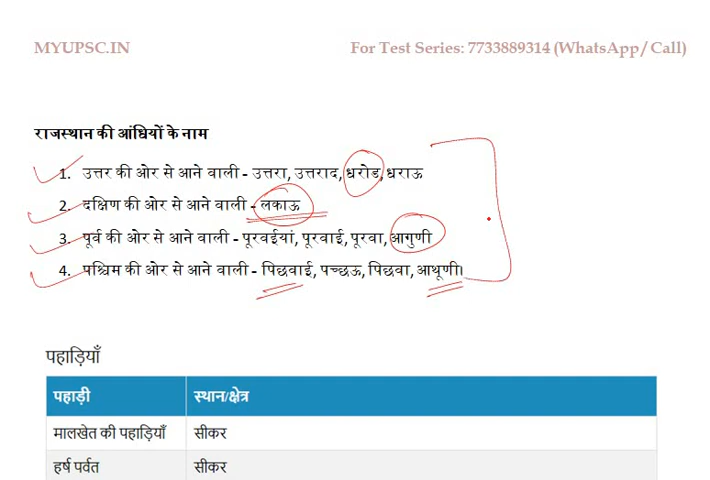 MYUPSC.IN For Test Series: 7733889314 (WhatsApp/ Call)
राजस्थान की आंधियों के नाम
1. उत्तर की ओर से आने वाली - उत्तरा, उत्तराद, धरोड, धराऊ
2. दक्षिण की ओर से आने वाली - लकाऊ
3. पूर्व की ओर से आने वाली - पूरवईयां, पूरवाई, पूरवा, आगुणी
4. पश्चिम की ओर से आने वाली - पिछवाई, पच्छऊ, पिछवा, आथूणी।
पहाड़ियाँ
पहाड़ी स्थान/क्षेत्र
मालखेत की पहाड़ियाँ सीकर
हर्ष पर्वत सीकर